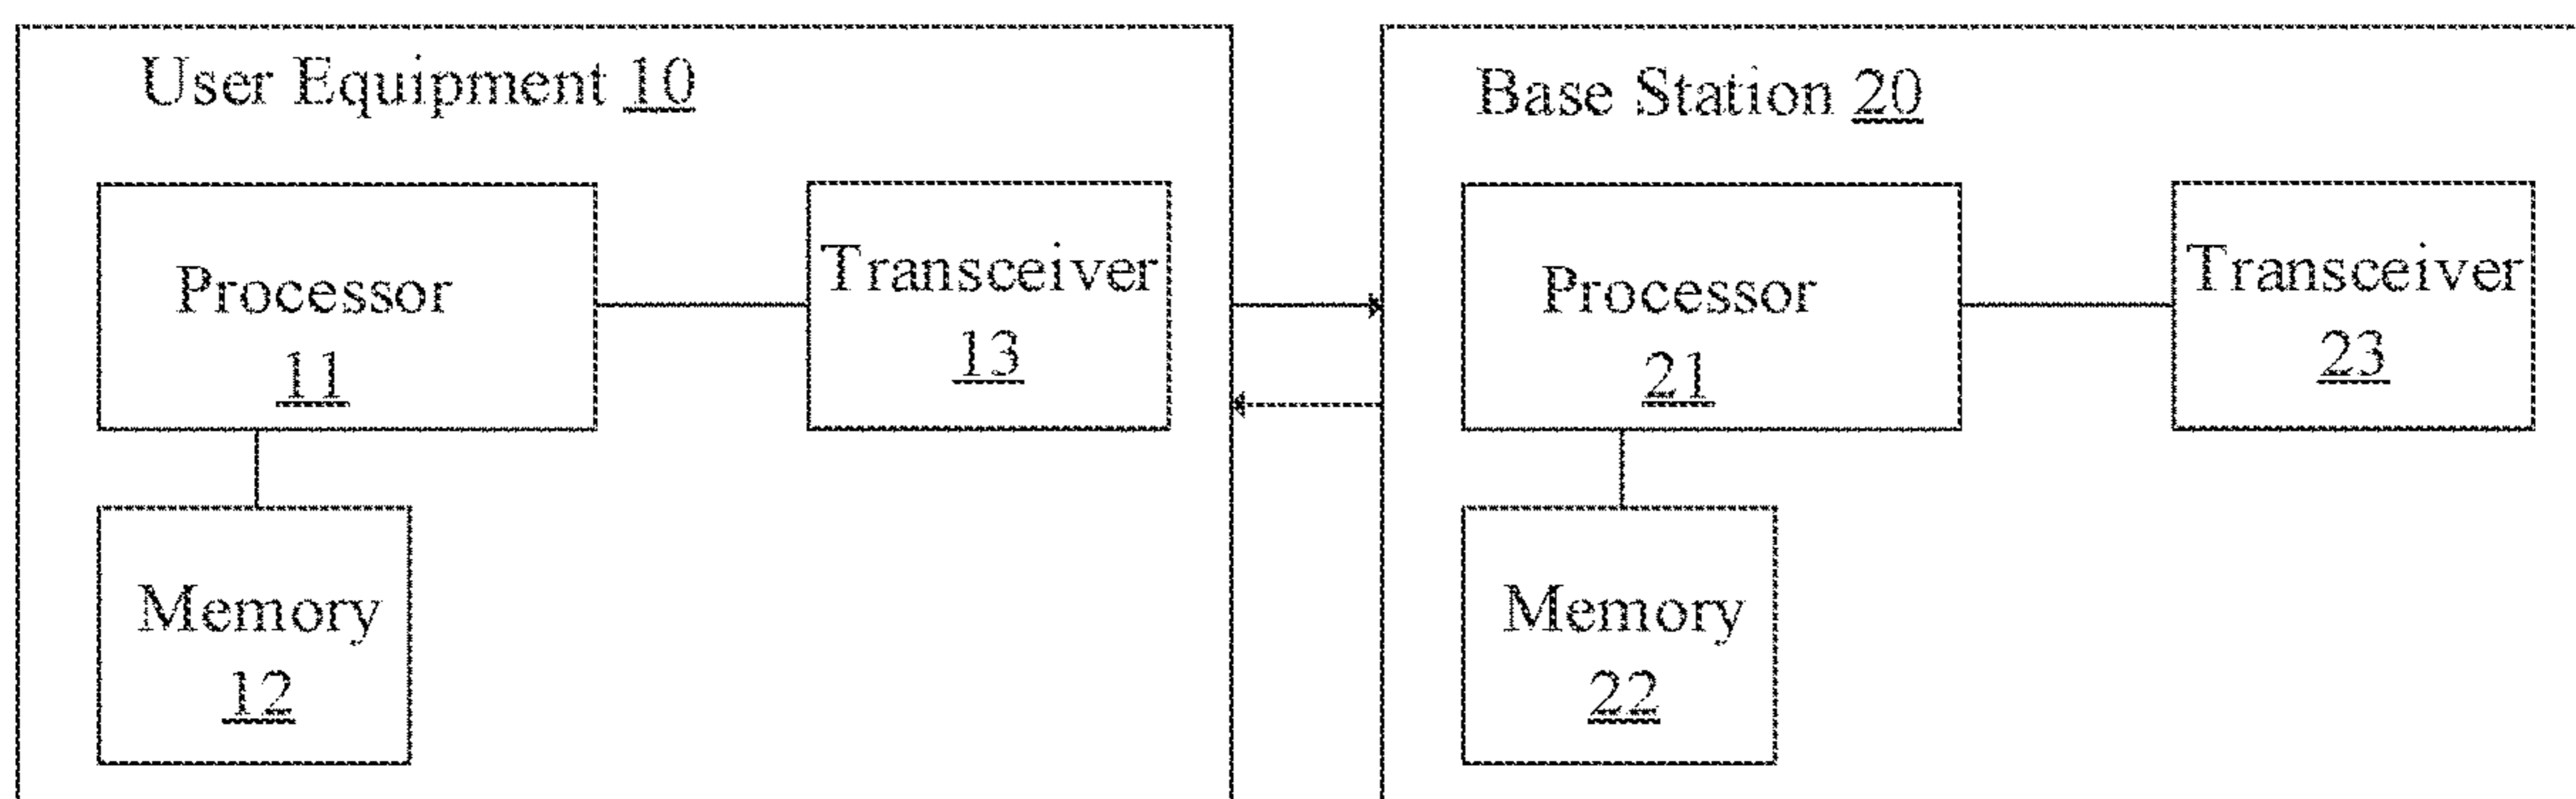 User Equipment 10
Processor
11
Transceiver
13
Memory
12
Base Station 20
Processor
21
Transceiver
23
Memory
22